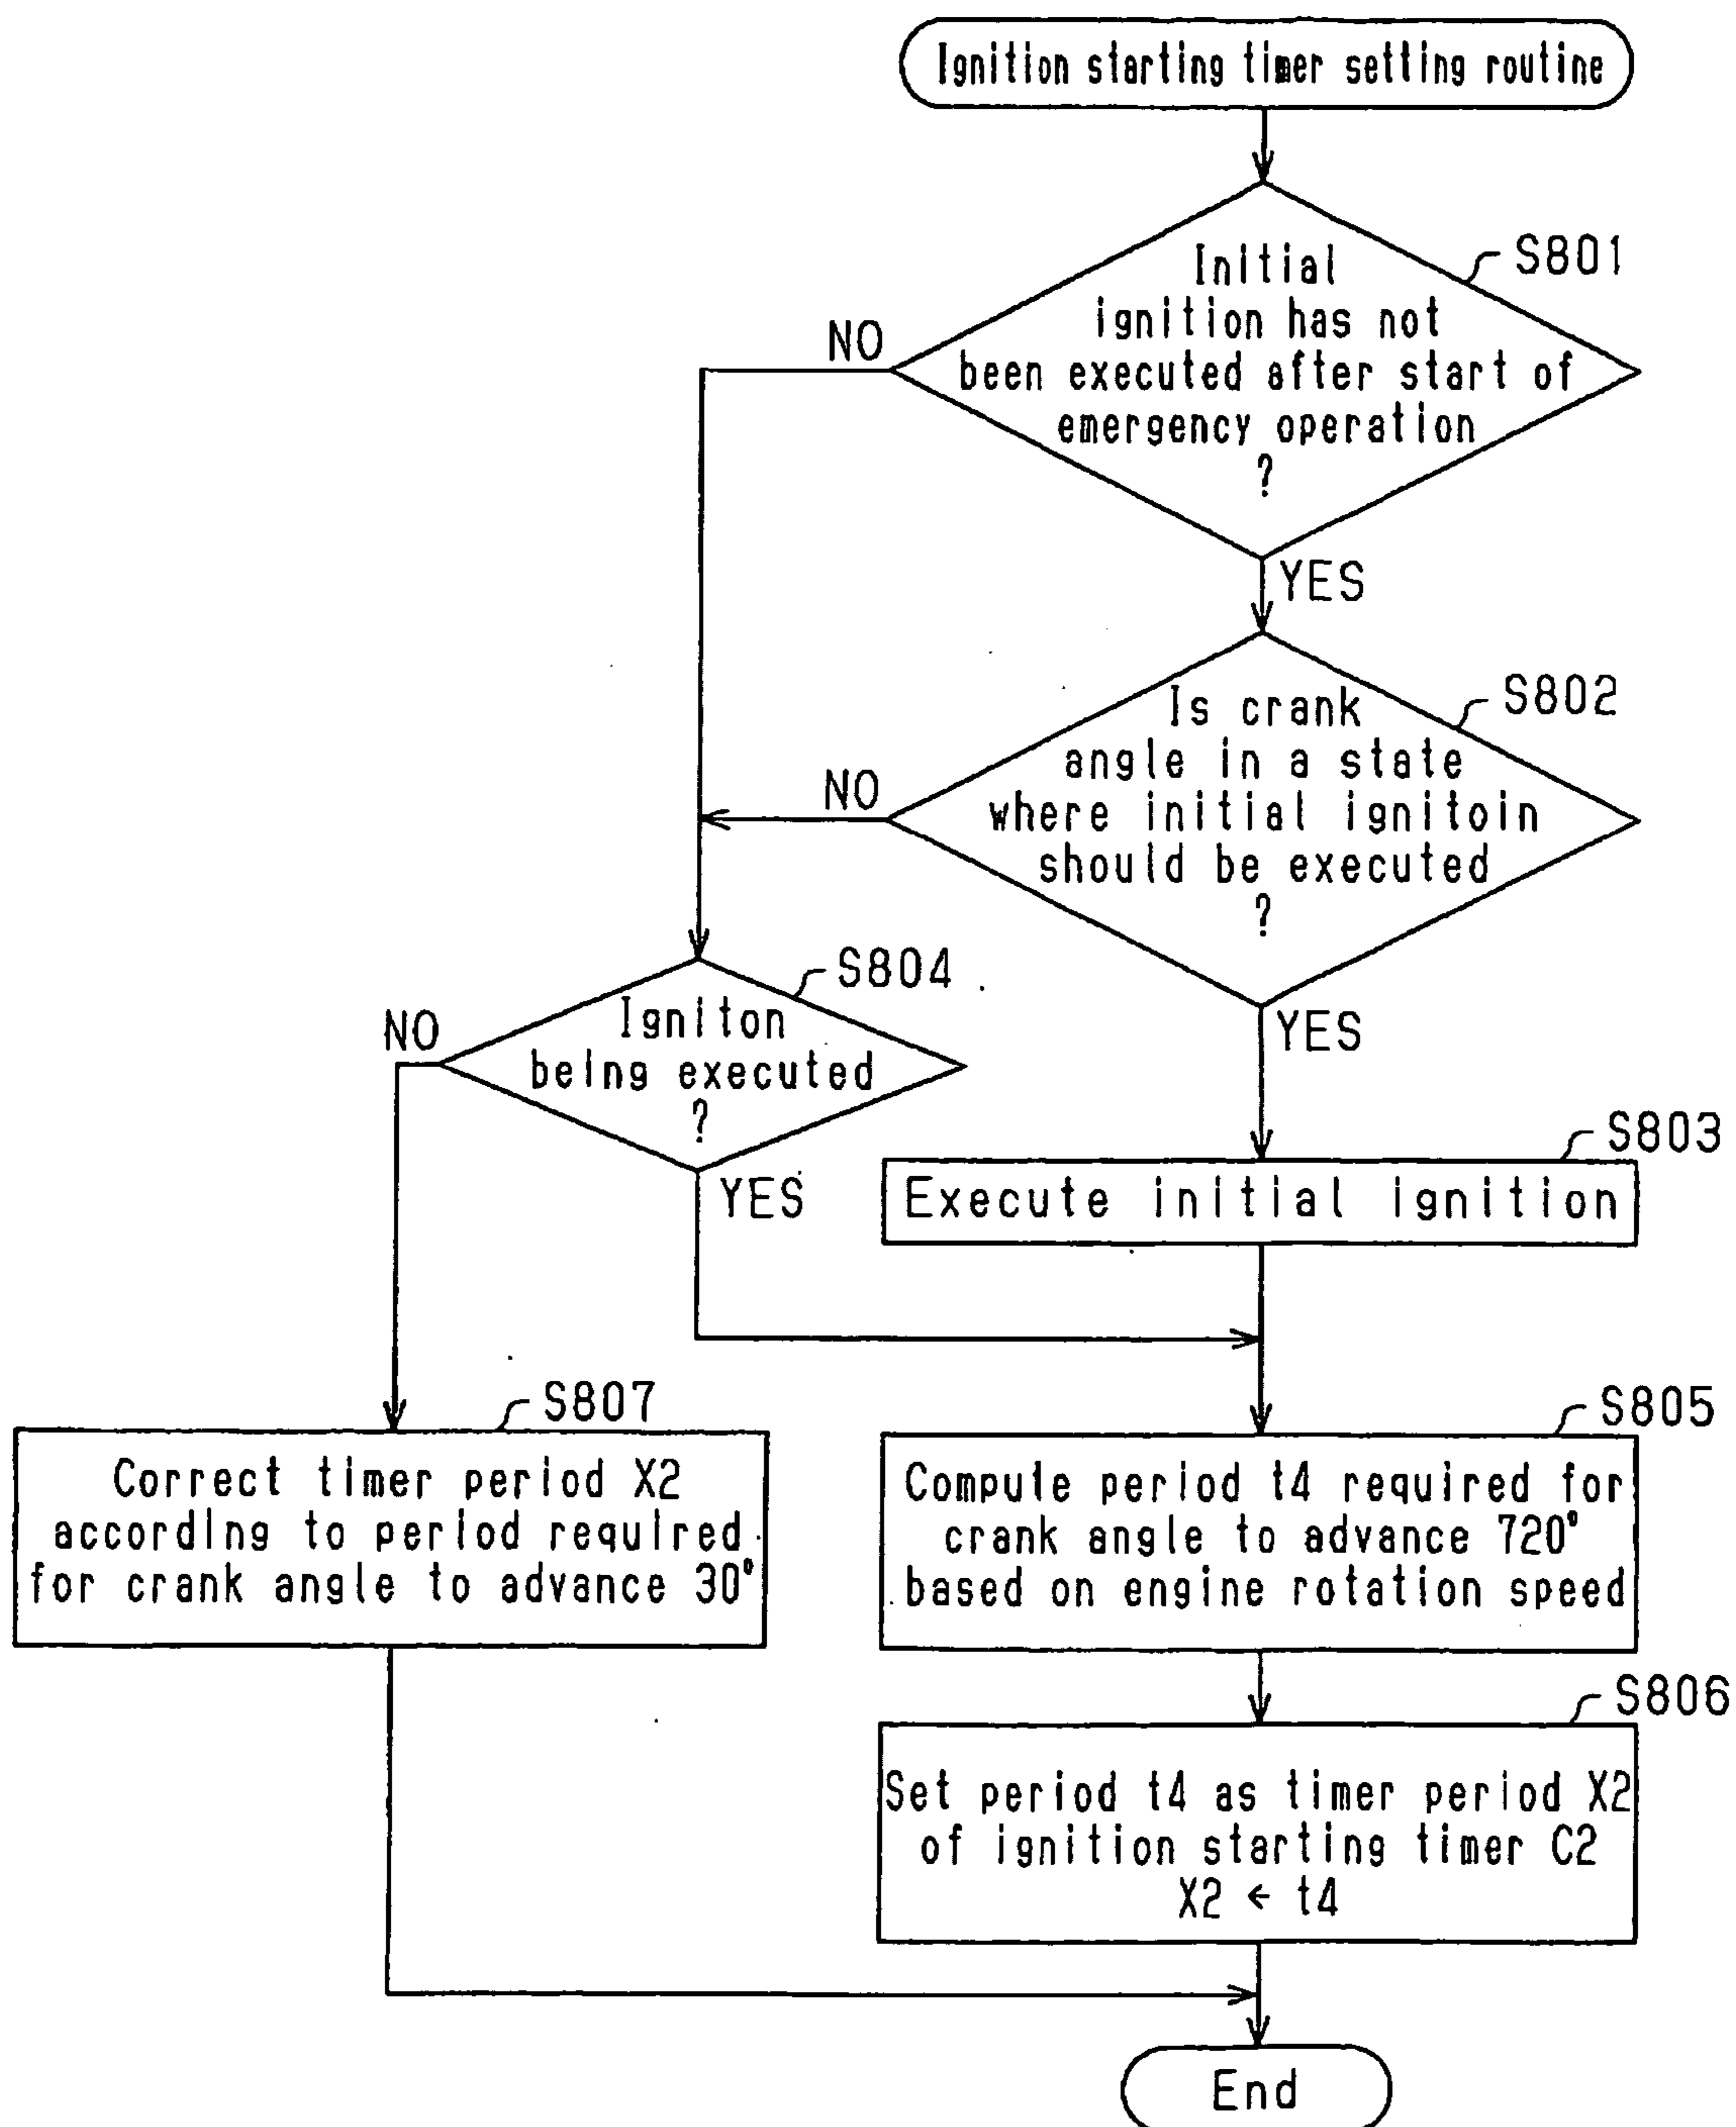 Ignition starting timer setting routine
S801
Initial
ignition has not
been executed after start of
emergency operation
?
NO
YES
S802
Is crank
angle in a state
where initial ignitoin
should be executed
?
NO
YES
S804
Igniton
being executed
?
NO
YES
S803
Execute initial ignition
S807
Correct timer period X2
according to period required
for crank angle to advance 30°
S805
Compute period t4 required for
crank angle to advance 720°
based on engine rotation speed
S806
Set period t4 as timer period X2
of ignition starting timer C2
X2 ← t4
End